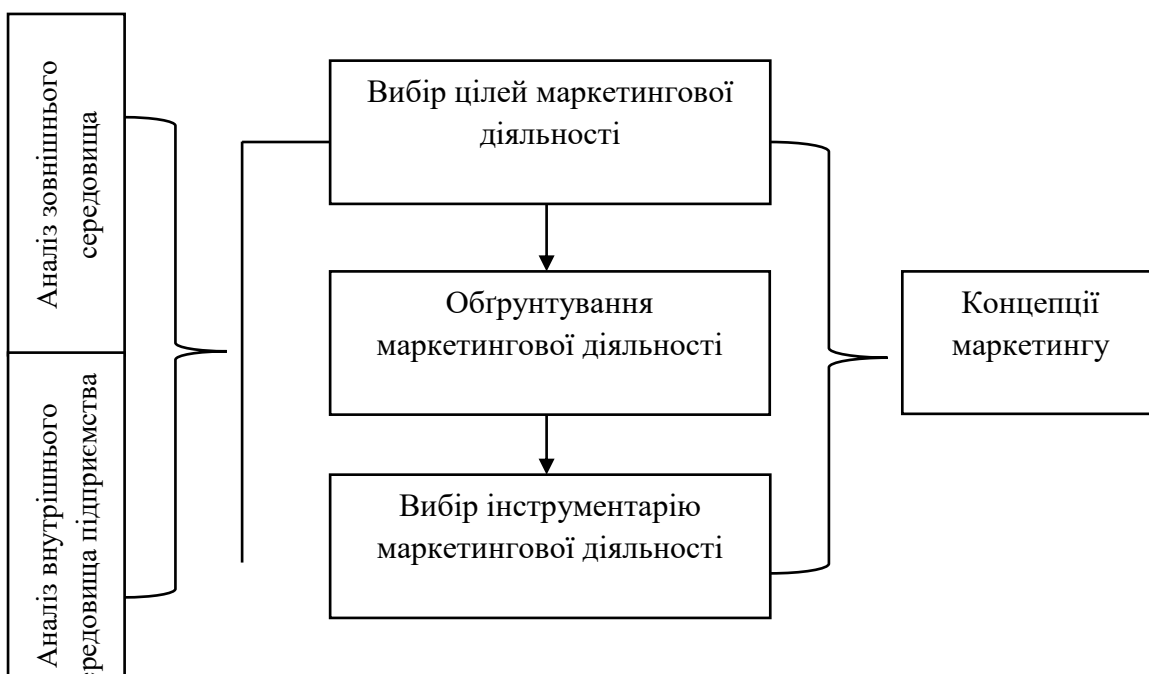 Аналіз зовнішнього
середовища
Аналіз внутрішнього
середовища підприємства
Вибір цілей маркетингової
діяльності
Обґрунтування
маркетингової діяльності
Вибір інструментарію
маркетингової діяльності
Концепції
маркетингу